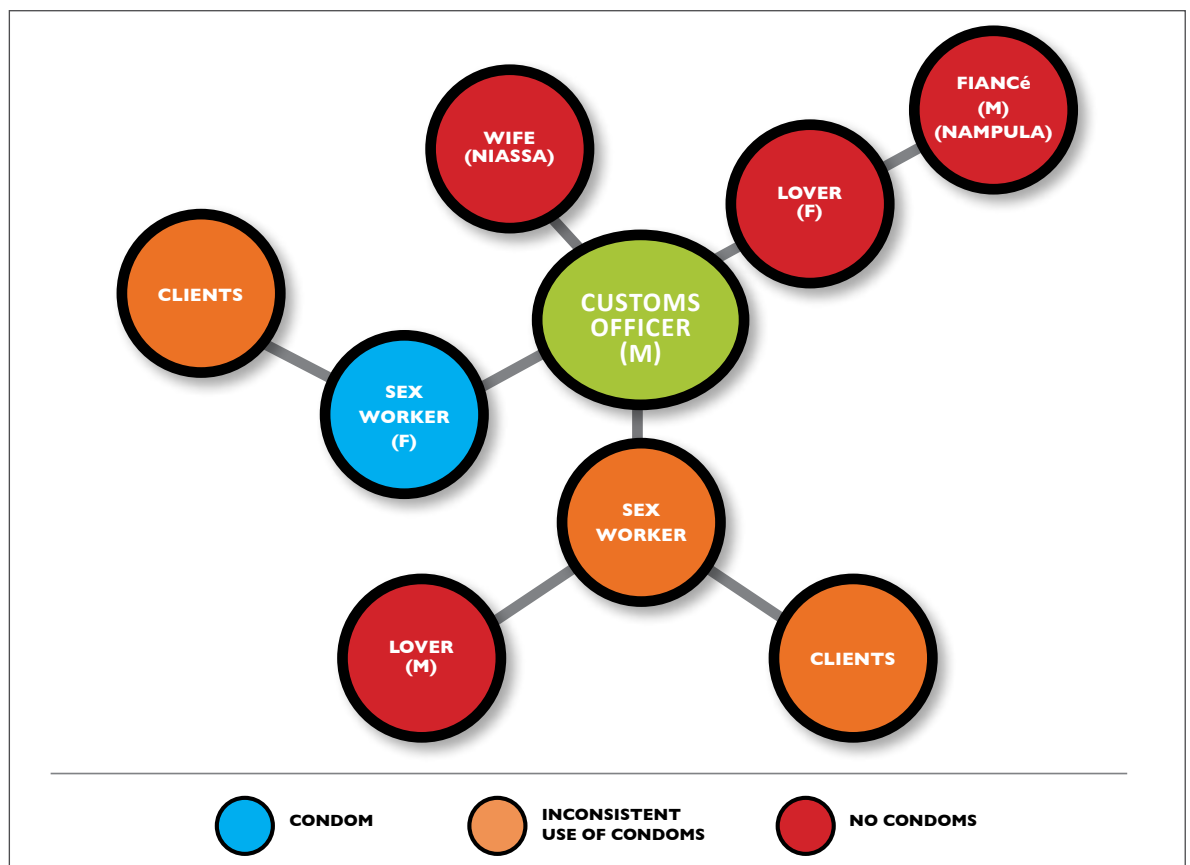 FIANCé
(M)
(NAMPULA)
WIFE
(NIASSA)
LOVER
(F)
CLIENTS
CUSTOMS
OFFICER
(M)
SEX
WORKER
(F)
SEX
WORKER
LOVER
(M)
CLIENTS
CONDOM
INCONSISTENT
USE OF CONDOMS
NO CONDOMS